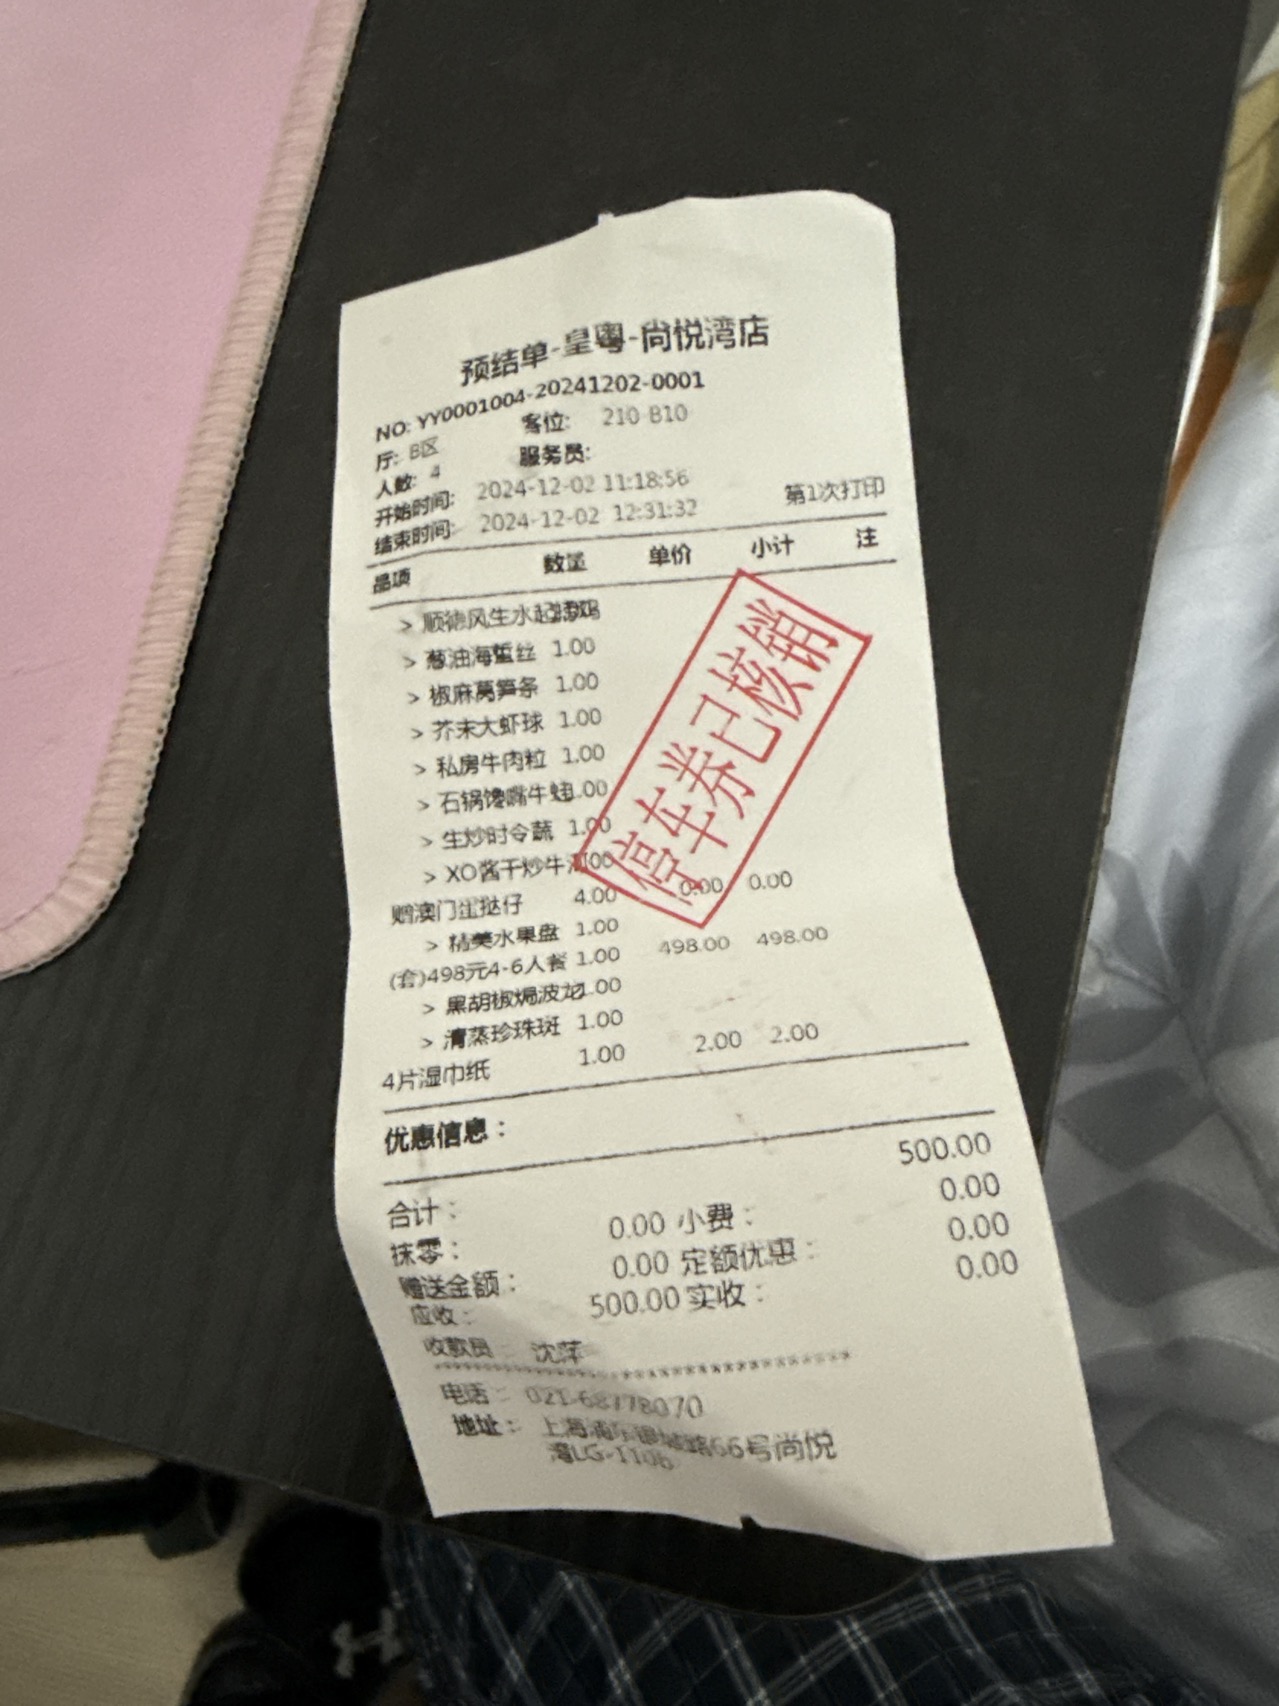 预结单-皇粤-尚悦湾店
NO: YY0001004-20241202-0001
厅: B区 客位: 210 B10
人数: 4 服务员:
开始时间: 2024-12-02 11:18:56
结束时间: 2024-12-02 12:31:32 第1次打印
品项 数量 单价 小计 注
> 顺德风生水起
> 葱油海蜇丝 1.00
> 椒麻莴笋条 1.00
> 芥末大虾球 1.00
> 私房牛肉粒 1.00
> 石锅馋嘴牛蛙 .00
> 生炒时令蔬 1.00
> XO酱干炒牛 .00
赠澳门蛋挞仔 4.00 0.00 0.00
> 精美水果盘 1.00
(套)498元4-6人餐 1.00 498.00 498.00
> 黑胡椒焗波龙 .00
> 清蒸珍珠斑 1.00
4片湿巾纸 1.00 2.00 2.00
停车券已核销
优惠信息：
合计： 500.00
抹零： 0.00 小费： 0.00
赠送金额： 0.00 定额优惠： 0.00
应收： 500.00 实收： 0.00
收款员 沈萍
电话： 021-68778070
地址： 上海浦东银城路66号尚悦
湾LG-110b